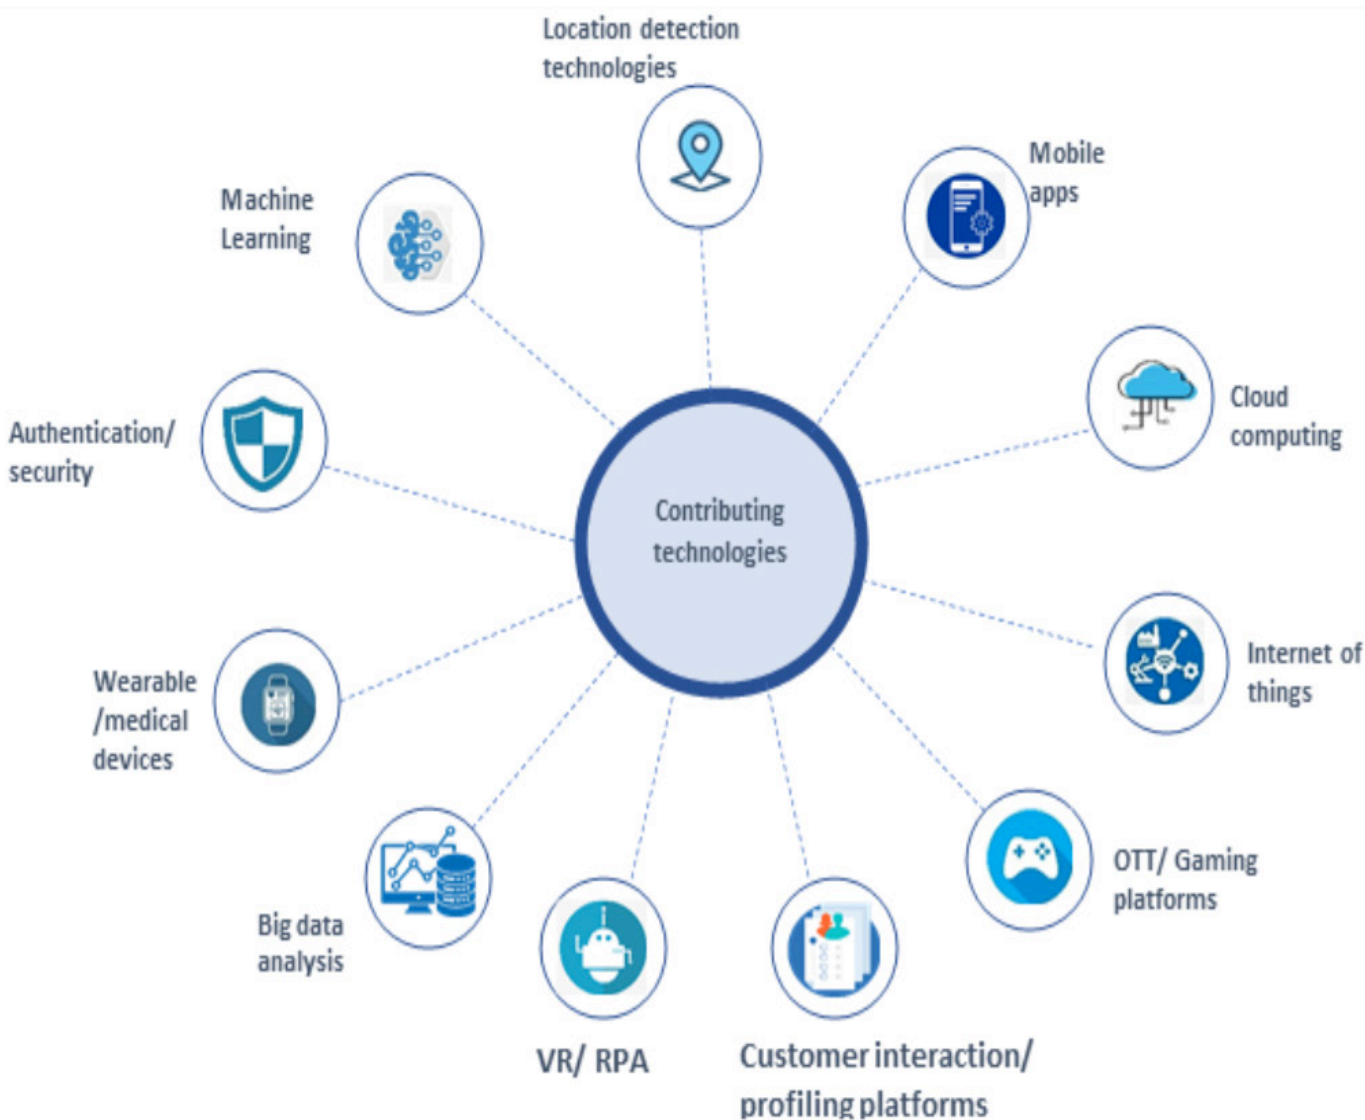 Location detection
technologies
Mobile
apps
Machine
Learning
Cloud
computing
Authentication/
security
Contributing
technologies
Internet of
things
Wearable
/medical
devices
OTT/ Gaming
platforms
Big data
analysis
VR/ RPA
Customer interaction/
profiling platforms